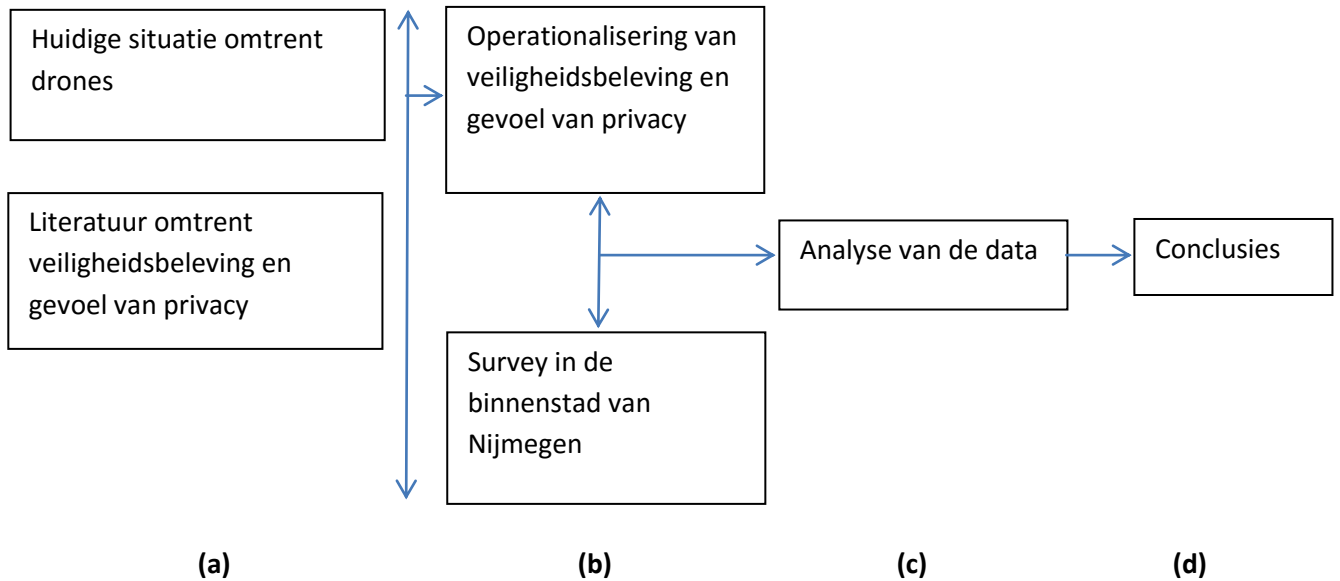 Huidige situatie omtrent
drones
Literatuur omtrent
veiligheidsbeleving en
gevoel van privacy
Operationalisering van
veiligheidsbeleving en
gevoel van privacy
Survey in de
binnenstad van
Nijmegen
Analyse van de data
Conclusies
(a) (b) (c) (d)